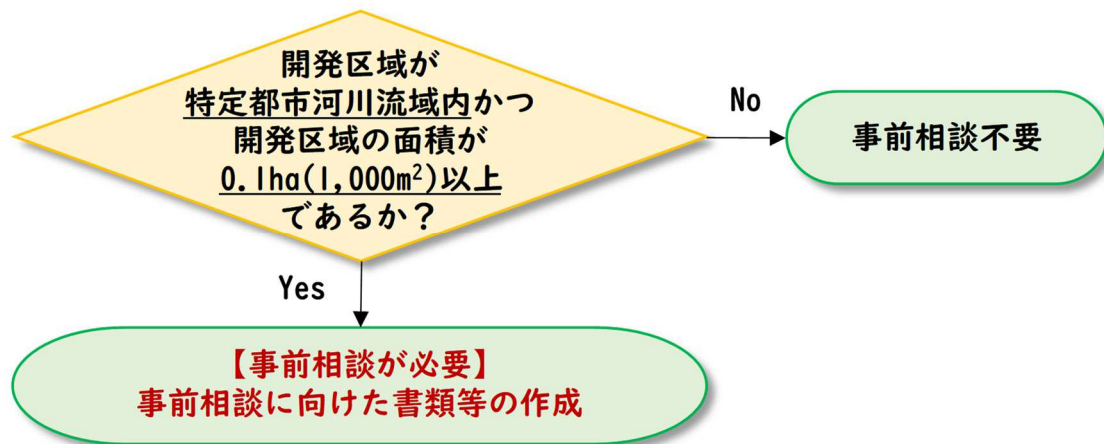 開発区域が
特定都市河川流域内かつ
開発区域の面積が
0.1ha(1,000m²)以上
であるか？
No
事前相談不要
Yes
【事前相談が必要】
事前相談に向けた書類等の作成